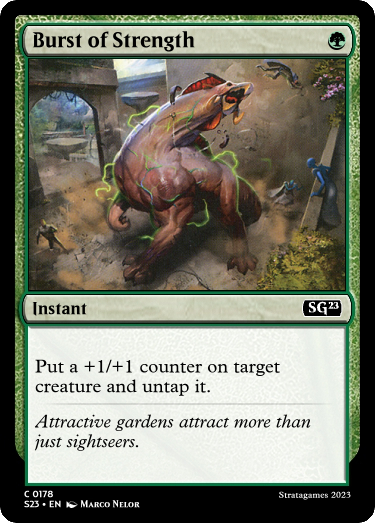 Burst of Strength
Instant
SG23
Put a +1/+1 counter on target
creature and untap it.
Attractive gardens attract more than
just sightseers.
C 0178
S23 • EN Marco Nelor
Stratagames 2023